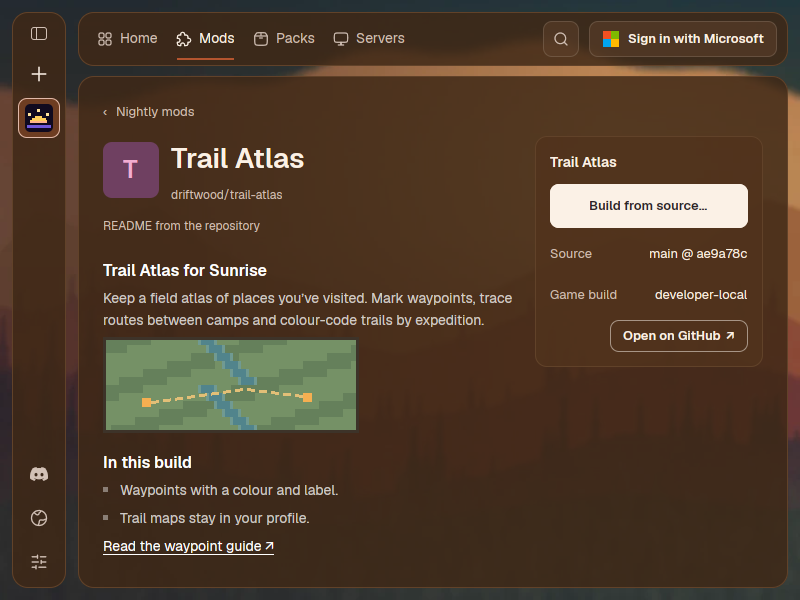 Home
Mods
Packs
Servers
Sign in with Microsoft
‹ Nightly mods
T
Trail Atlas
driftwood/trail-atlas
README from the repository
Trail Atlas for Sunrise
Keep a field atlas of places you've visited. Mark waypoints, trace
routes between camps and colour-code trails by expedition.
In this build
Waypoints with a colour and label.
Trail maps stay in your profile.
Read the waypoint guide ↗
Trail Atlas
Build from source...
Source main @ ae9a78c
Game build developer-local
Open on GitHub ↗